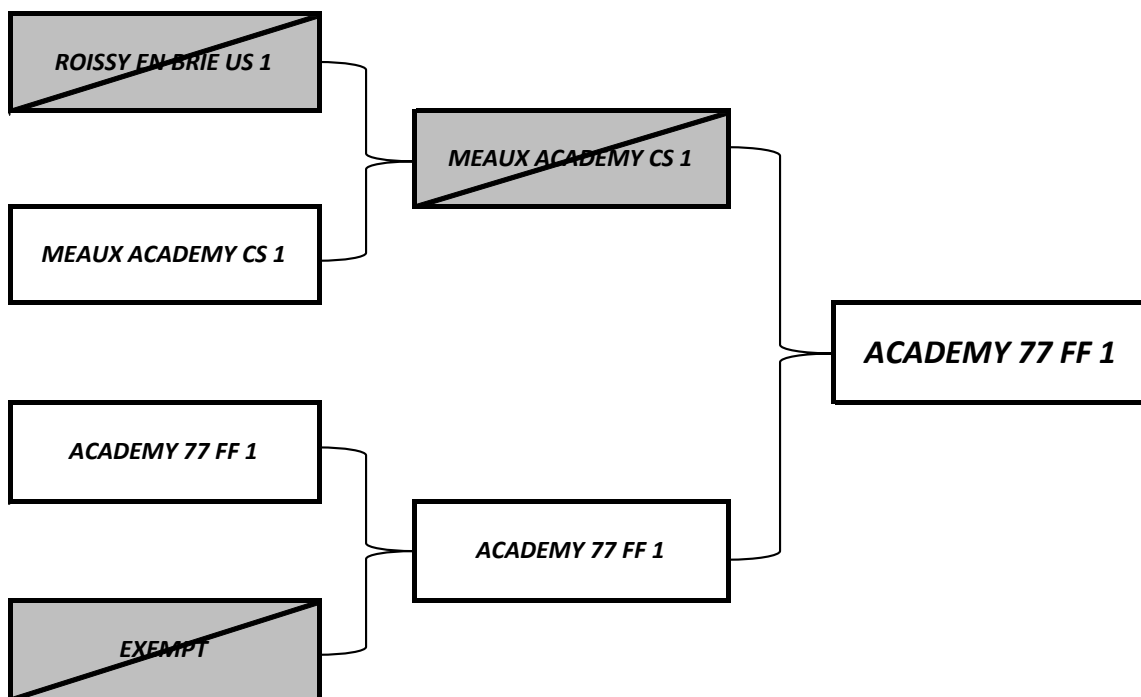 ROISSY EN BRIE US 1
MEAUX ACADEMY CS 1
MEAUX ACADEMY CS 1
ACADEMY 77 FF 1
ACADEMY 77 FF 1
ACADEMY 77 FF 1
EXEMPT